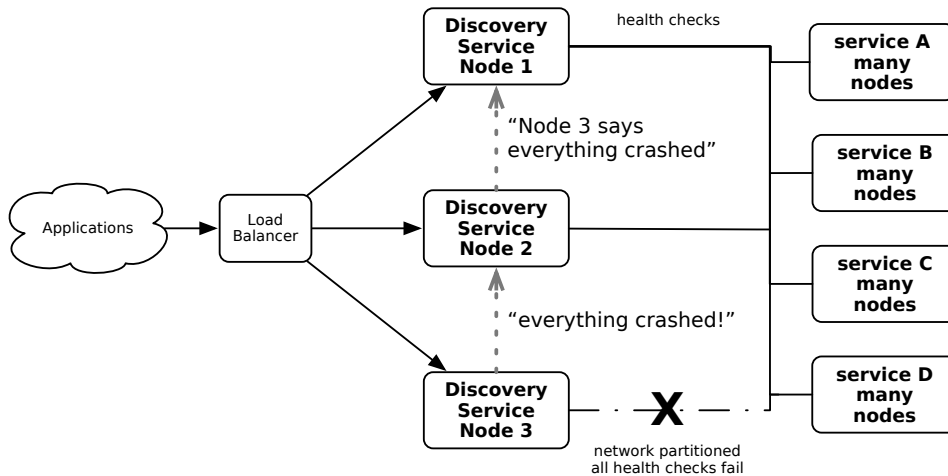 Discovery
Service
Node 1
health checks
service A
many
nodes
“Node 3 says
everything crashed”
service B
many
nodes
Applications
Load
Balancer
Discovery
Service
Node 2
service C
many
nodes
“everything crashed!”
Discovery
Service
Node 3
X
service D
many
nodes
network partitioned
all health checks fail